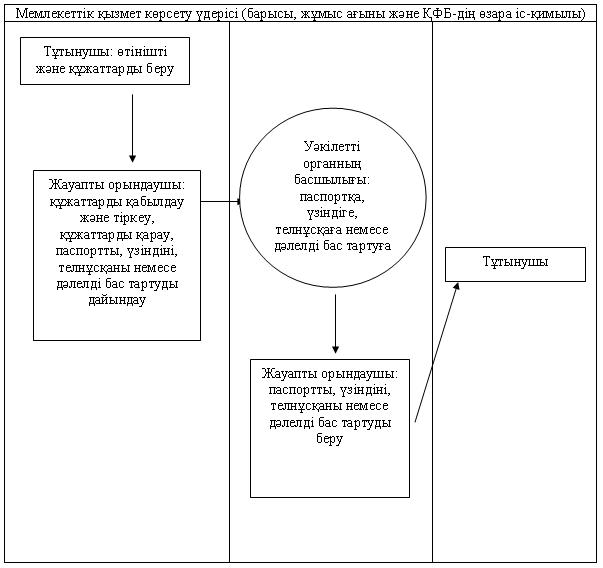 Мемлекеттік қызмет көрсету үдерісі (барысы, жұмыс ағыны және ҚФБ-дің өзара іс-қимылы)
Тұтынушы: өтінішті
және құжаттарды беру
Жауапты орындаушы:
құжаттарды қабылдау
және тіркеу,
құжаттарды қарау,
паспортты, үзіндіні,
телнұсқаны немесе
дәлелді бас тартуды
дайындау
Уәкілетті
органның
басшылығы:
паспортқа,
үзіндіге,
телнұсқаға немесе
дәлелді бас тартуға
Жауапты орындаушы:
паспортты, үзіндіні,
телнұсқаны немесе
дәлелді бас тартуды
беру
Тұтынушы